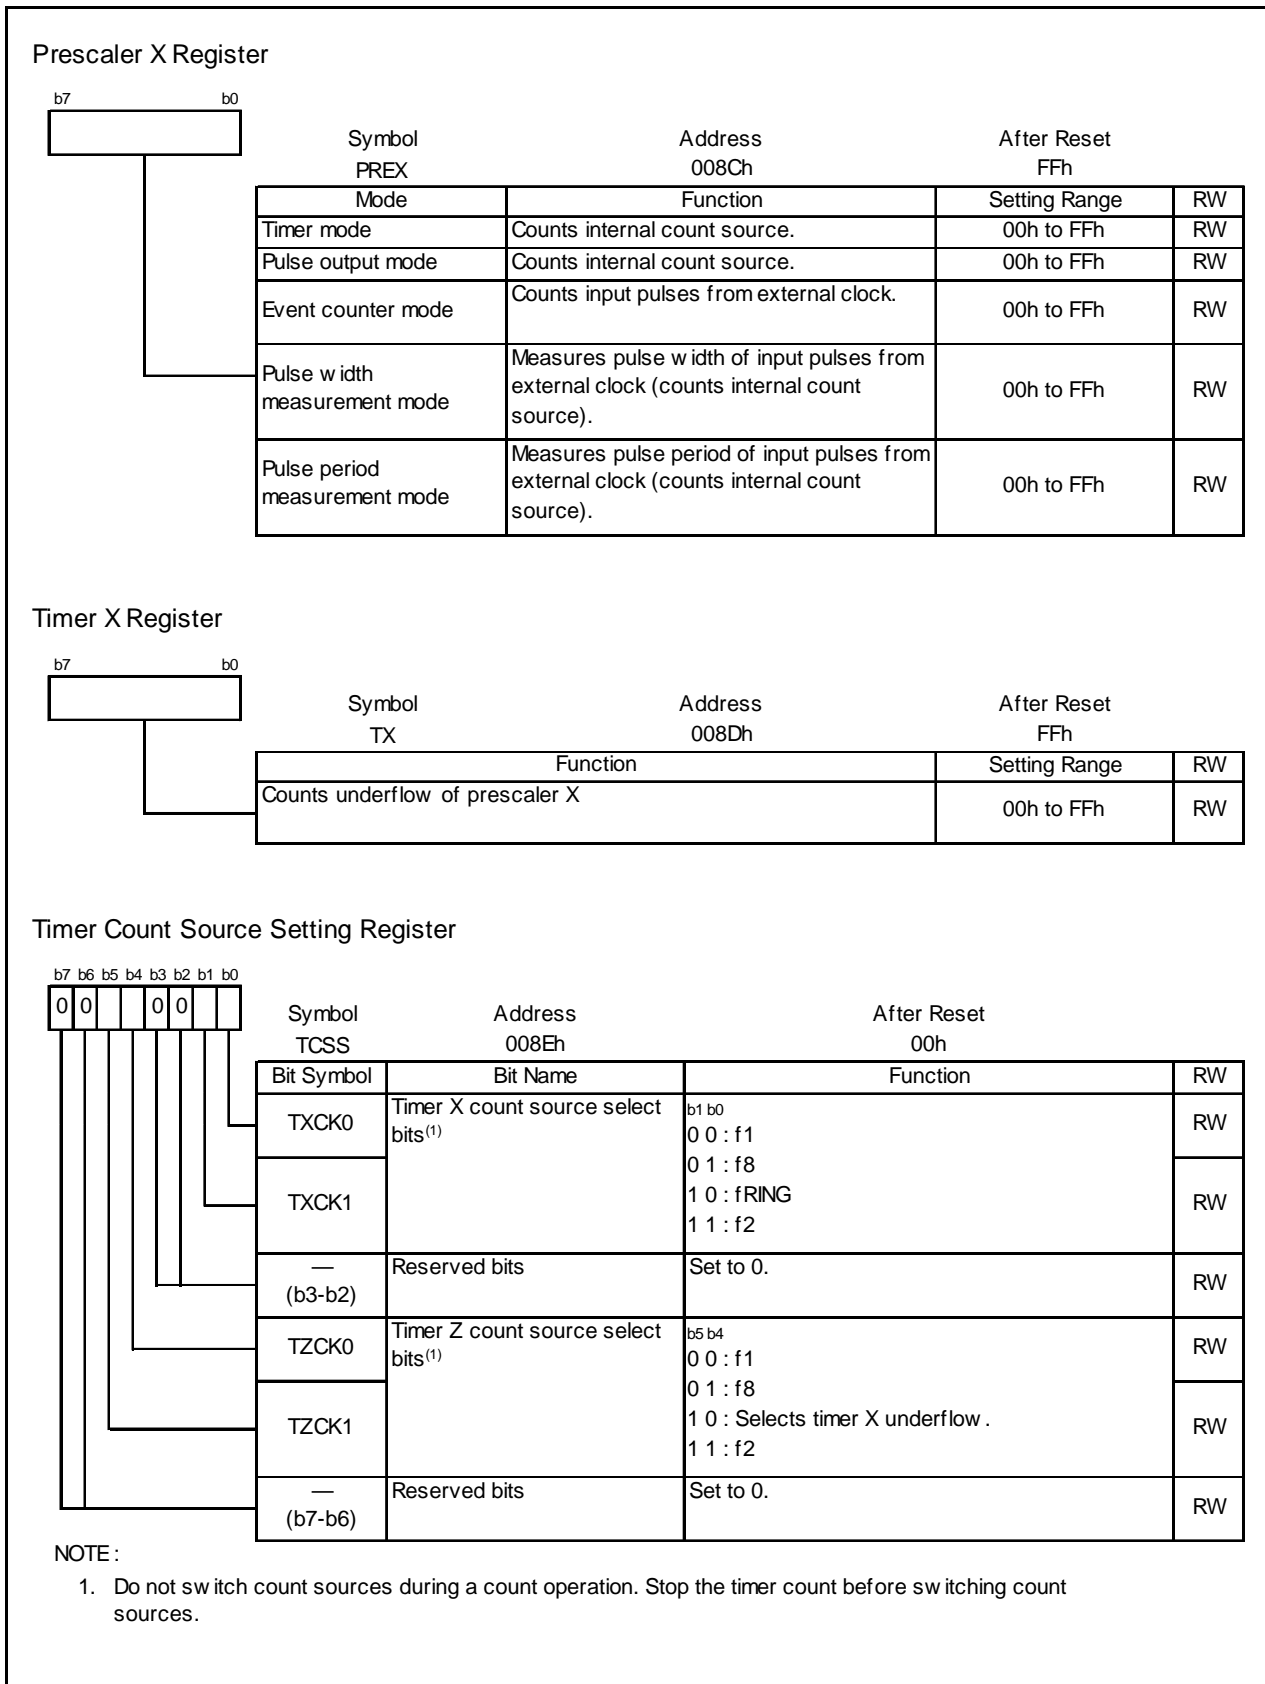 Prescaler X Register
b7 b0
Symbol Address After Reset
PREX 008Ch FFh
Mode Function Setting Range RW
Timer mode Counts internal count source. 00h to FFh RW
Pulse output mode Counts internal count source. 00h to FFh RW
Event counter mode Counts input pulses from external clock. 00h to FFh RW
Pulse width measurement mode Measures pulse width of input pulses from external clock (counts internal count source). 00h to FFh RW
Pulse period measurement mode Measures pulse period of input pulses from external clock (counts internal count source). 00h to FFh RW
Timer X Register
b7 b0
Symbol Address After Reset
TX 008Dh FFh
Function Setting Range RW
Counts underflow of prescaler X 00h to FFh RW
Timer Count Source Setting Register
b7 b6 b5 b4 b3 b2 b1 b0
0 0 0 0
Symbol Address After Reset
TCSS 008Eh 00h
Bit Symbol Bit Name Function RW
TXCK0 Timer X count source select bits(1) b1 b0 RW
0 0 : f1
0 1 : f8
TXCK1 1 0 : fRING RW
1 1 : f2
— (b3-b2) Reserved bits Set to 0. RW
TZCK0 Timer Z count source select bits(1) b5 b4 RW
0 0 : f1
0 1 : f8
TZCK1 1 0 : Selects timer X underflow. RW
1 1 : f2
— (b7-b6) Reserved bits Set to 0. RW
NOTE :
1. Do not switch count sources during a count operation. Stop the timer count before switching count
sources.